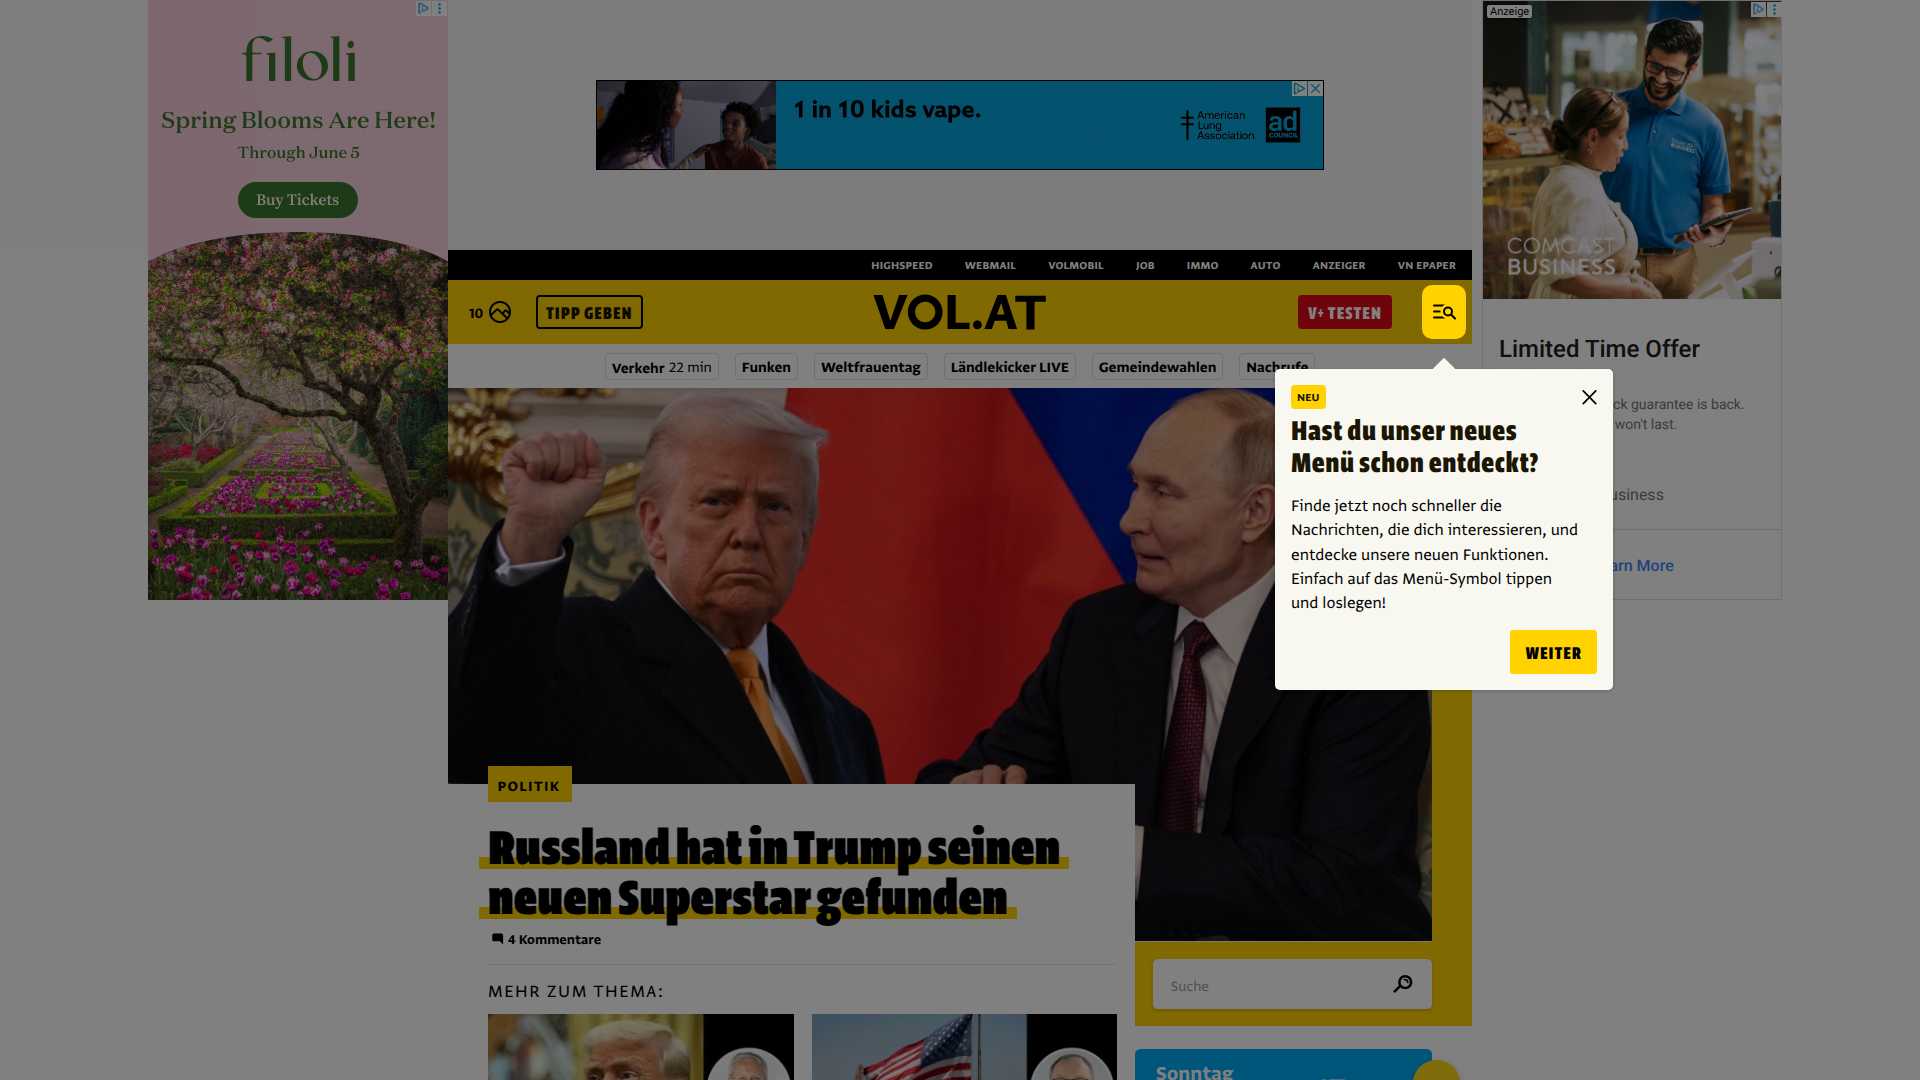 filoli
Spring Blooms Are Here!
Through June 5
Buy Tickets
1 in 10 kids vape.
American
Lung
Association
ad
COUNCIL
Anzeige
COMCAST
BUSINESS
Limited Time Offer
ck guarantee is back.
won't last.
usiness
arn More
HIGHSPEED
WEBMAIL
VOLMOBIL
JOB
IMMO
AUTO
ANZEIGER
VN EPAPER
10
TIPP GEBEN
VOL.AT
V+ TESTEN
Verkehr 22 min
Funken
Weltfrauentag
Ländlekicker LIVE
Gemeindewahlen
Nachrufe
NEU
Hast du unser neues
Menü schon entdeckt?
Finde jetzt noch schneller die
Nachrichten, die dich interessieren, und
entdecke unsere neuen Funktionen.
Einfach auf das Menü-Symbol tippen
und loslegen!
WEITER
POLITIK
Russland hat in Trump seinen
neuen Superstar gefunden
4 Kommentare
MEHR ZUM THEMA:
Suche
Sonntag